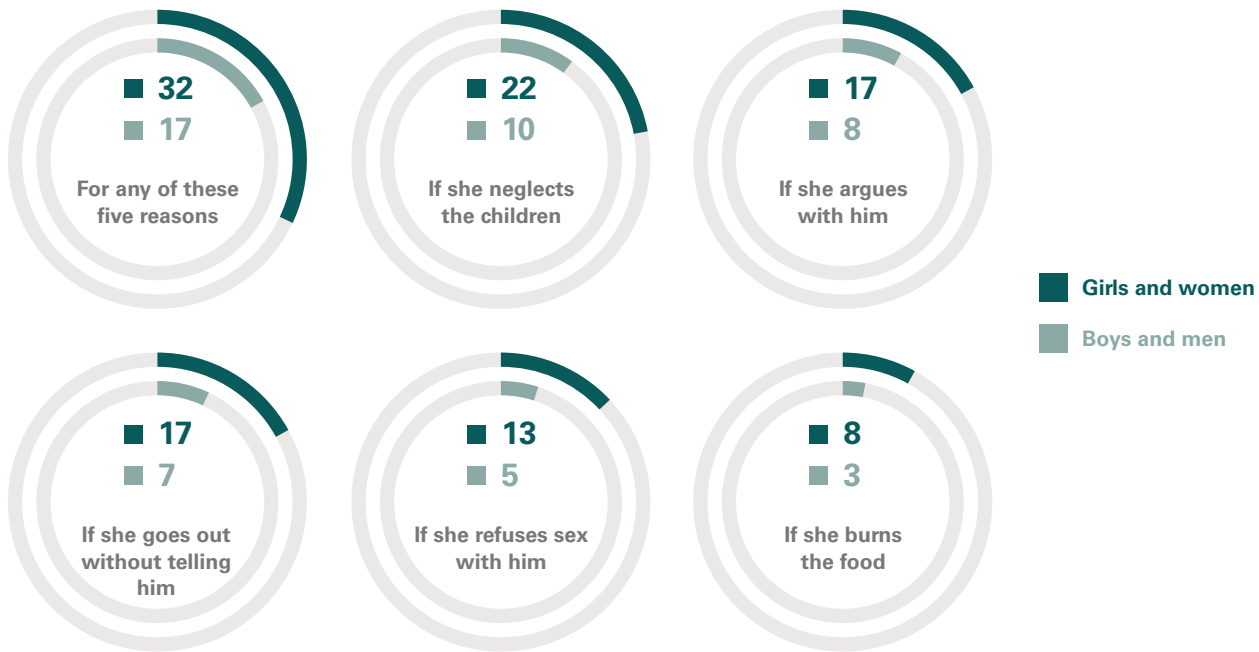 32
17
For any of these
five reasons
22
10
If she neglects
the children
17
8
If she argues
with him
Girls and women
Boys and men
17
7
If she goes out
without telling
him
13
5
If she refuses sex
with him
8
3
If she burns
the food